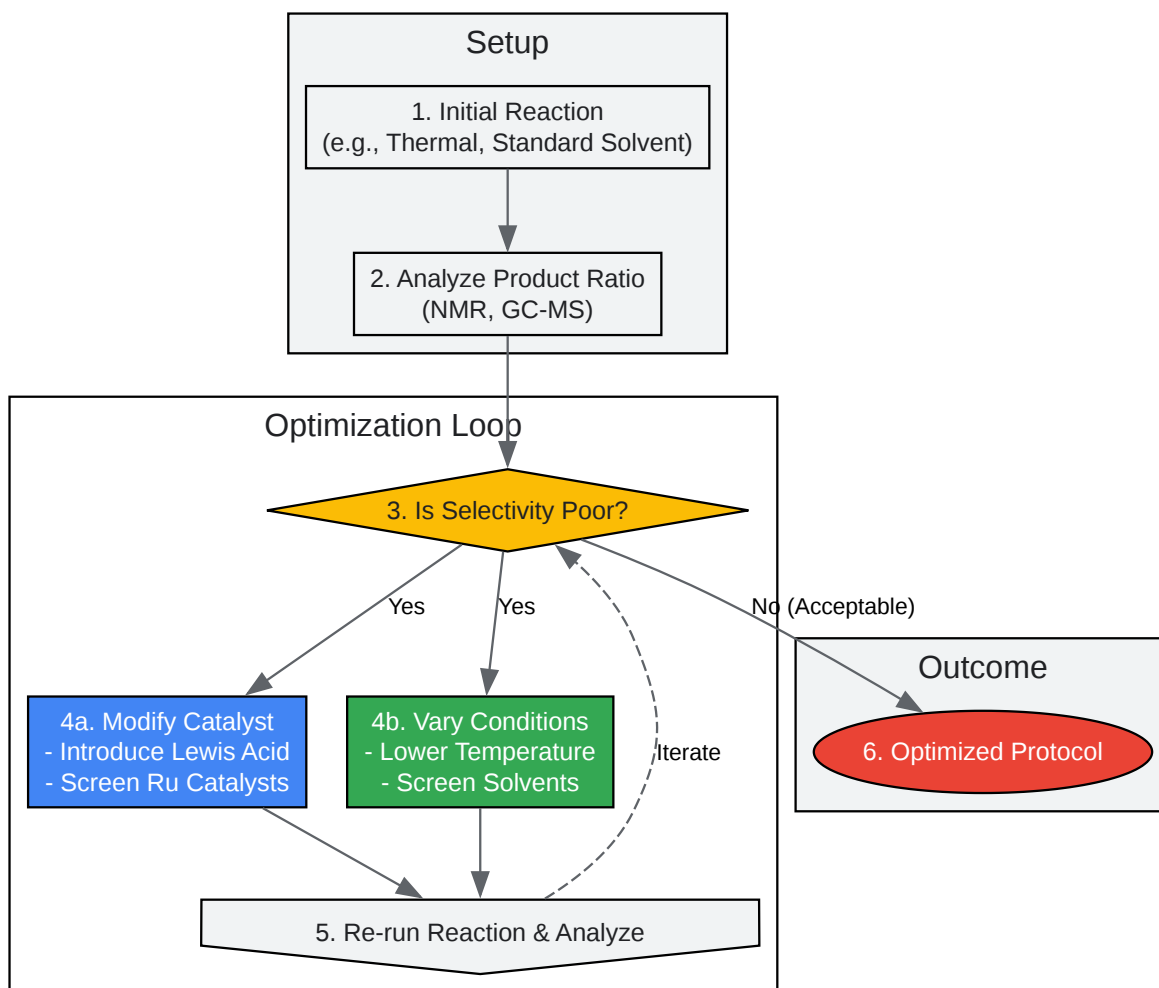 Setup
1. Initial Reaction
(e.g., Thermal, Standard Solvent)
2. Analyze Product Ratio
(NMR, GC-MS)
Optimization Loop
3. Is Selectivity Poor?
Yes
Yes
No (Acceptable)
4a. Modify Catalyst
- Introduce Lewis Acid
- Screen Ru Catalysts
4b. Vary Conditions
- Lower Temperature
- Screen Solvents
Iterate
Outcome
6. Optimized Protocol
5. Re-run Reaction & Analyze